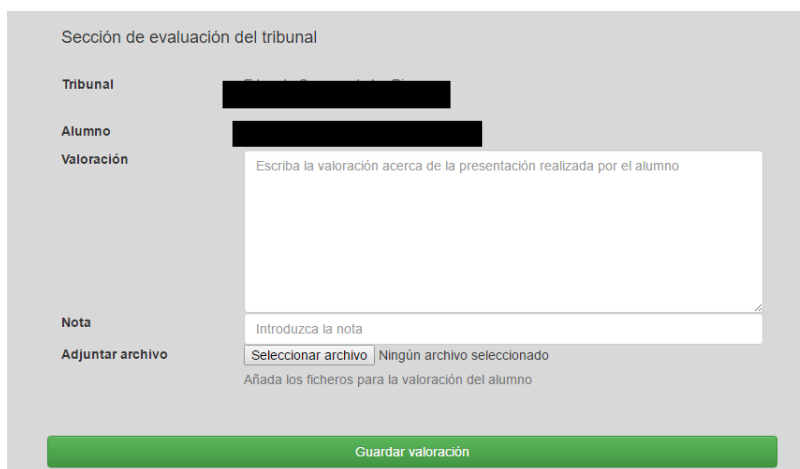 Sección de evaluación del tribunal
Tribunal
Alumno
Valoración
Escriba la valoración acerca de la presentación realizada por el alumno
Nota
Introduzca la nota
Adjuntar archivo
Seleccionar archivo Ningún archivo seleccionado
Añada los ficheros para la valoración del alumno
Guardar valoración